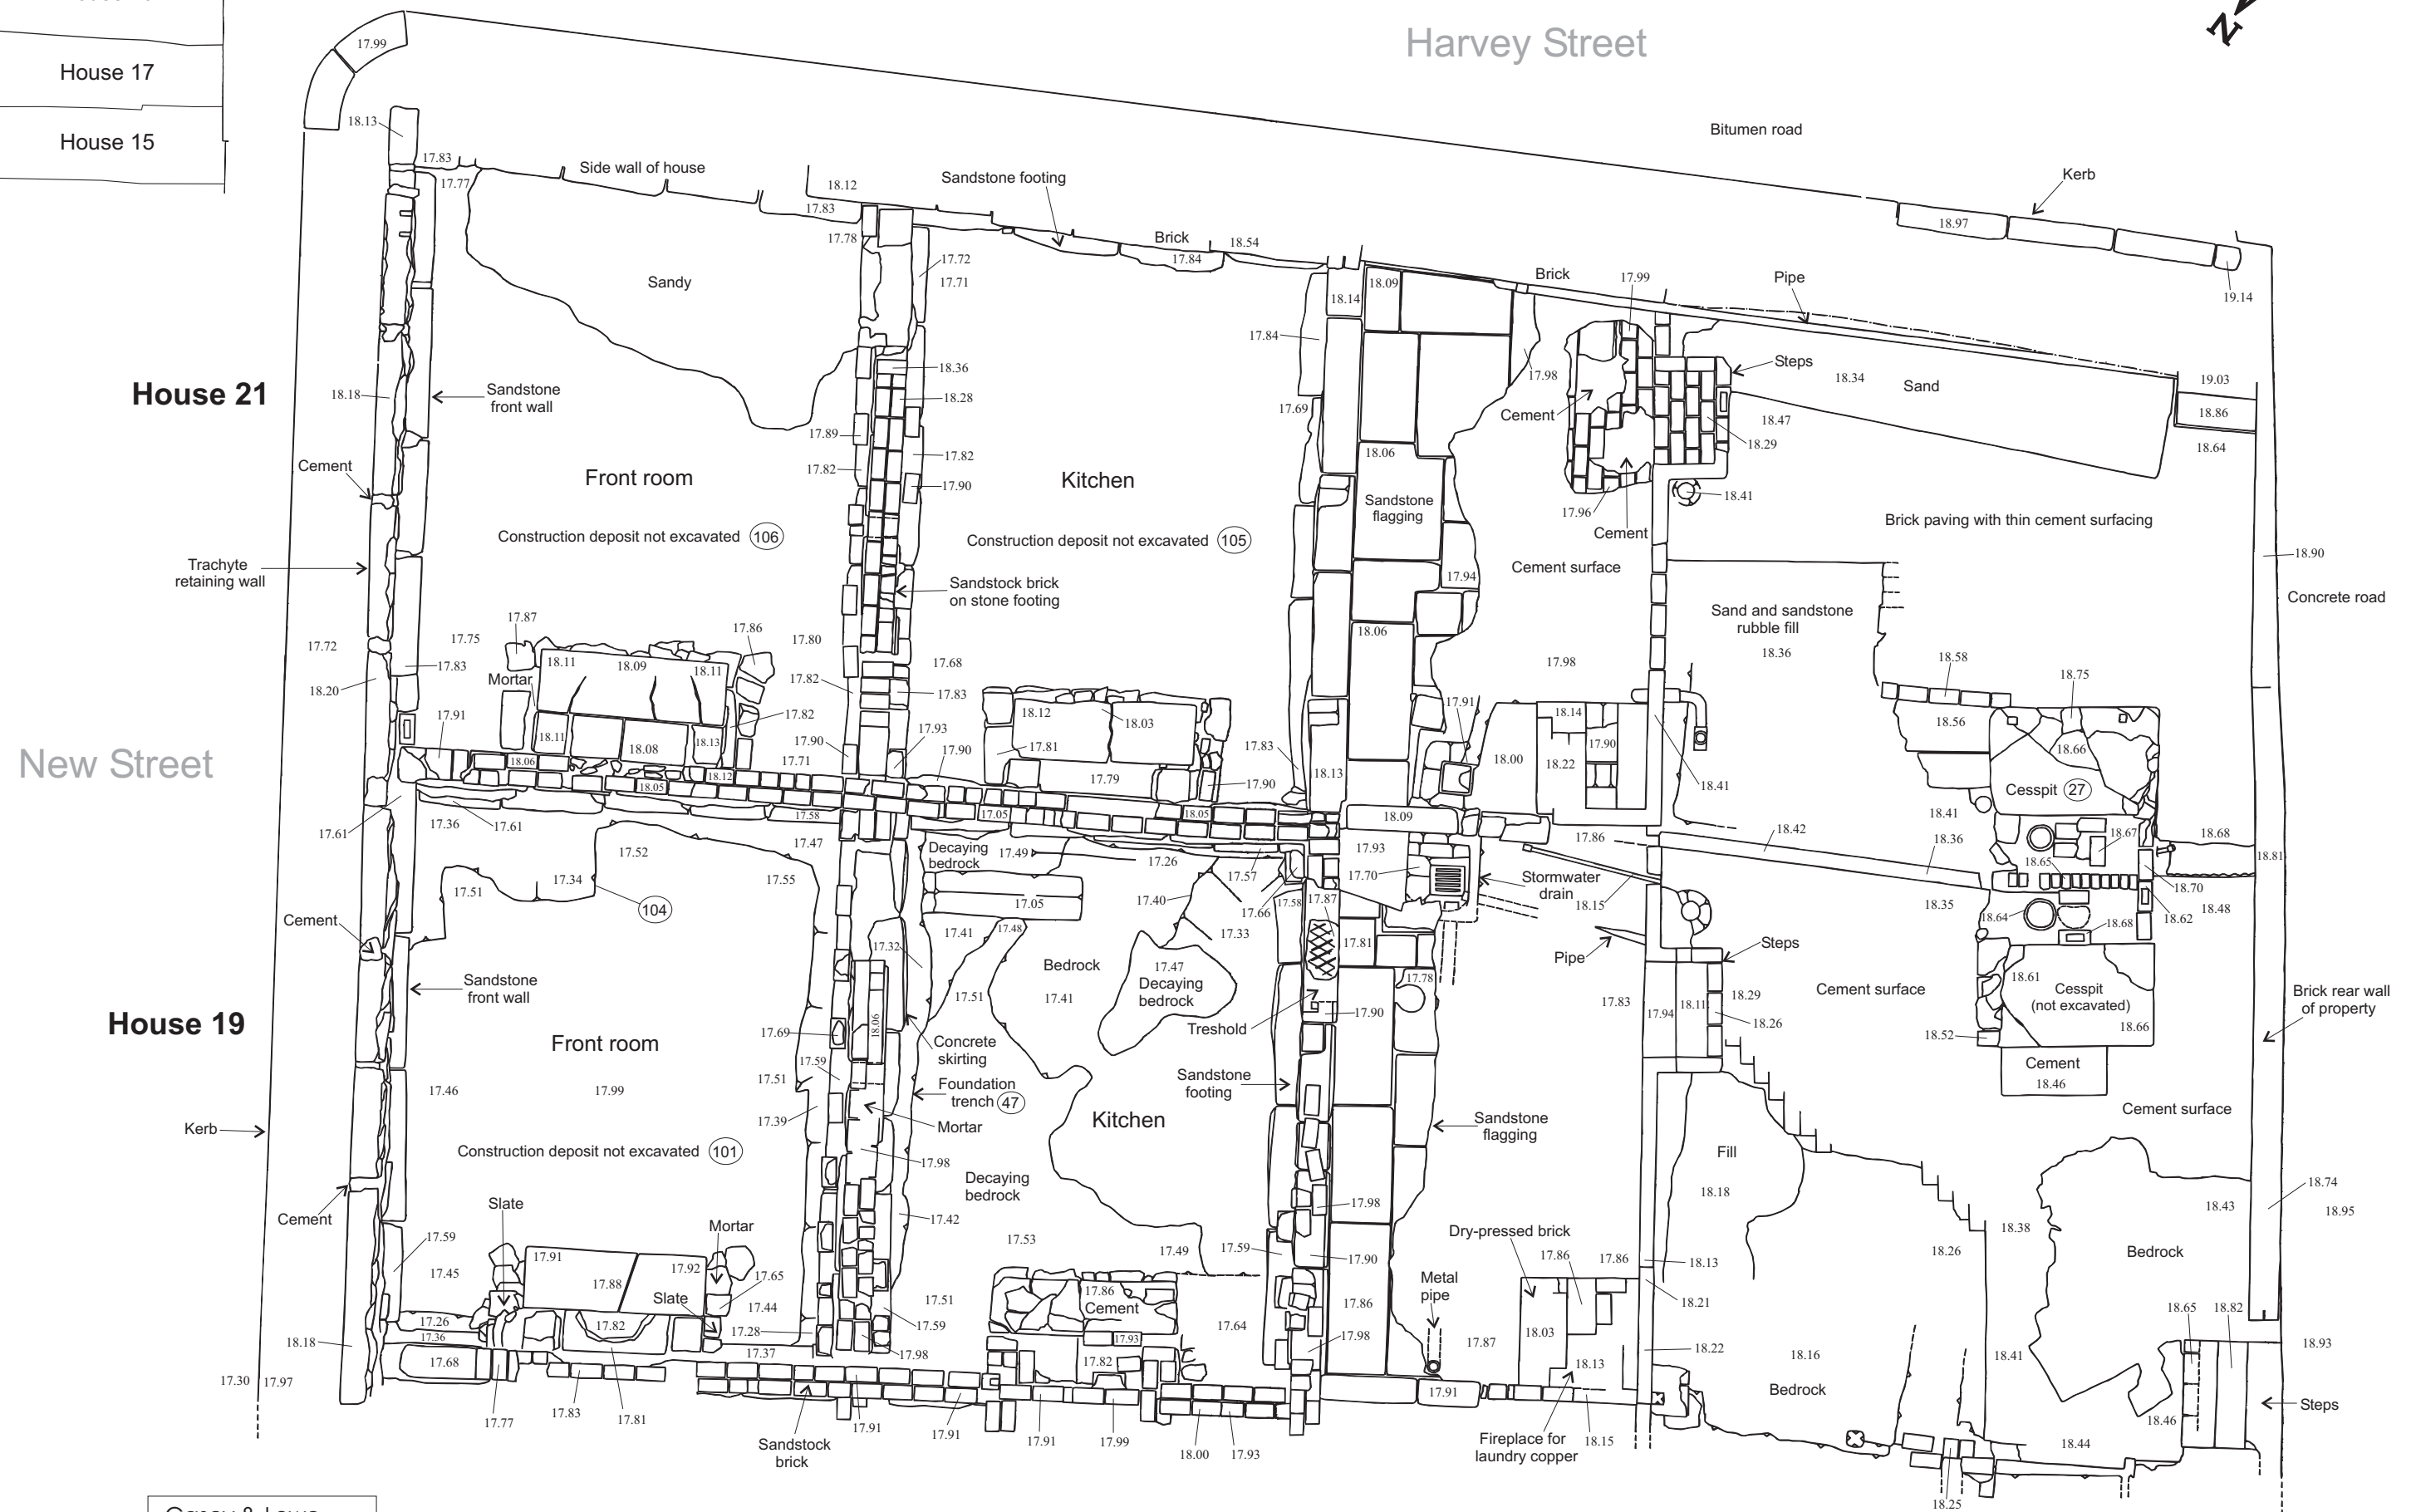 Harvey Street
N
17.99
House 17
Bitumen road
18.13
House 15
17.83
Side wall of house
Sandstone footing
Kerb
17.77
18.12
17.83
18.97
17.78
Brick
18.54
17.84
17.72
17.71
Sandy
18.09
18.14
Brick
17.99
Pipe
19.14
17.84
18.36
17.98
Steps
18.34
Sand
19.03
House 21
18.18
Sandstone
front wall
18.28
17.69
Cement
18.86
17.89
18.47
18.29
18.64
Cement
17.82
17.82
18.06
Front room
Kitchen
17.90
Sandstone
flagging
18.41
17.96
Cement
Brick paving with thin cement surfacing
Construction deposit not excavated 106
Construction deposit not excavated 105
18.90
Trachyte
retaining wall
Sandstock brick
on stone footing
17.94
Cement surface
Concrete road
Sand and sandstone
rubble fill
18.36
17.87
17.86
17.72
17.75
17.80
18.06
17.83
18.11
18.09
18.11
17.68
17.98
18.58
18.75
Mortar
17.82
17.83
18.20
17.91
17.82
17.93
18.12
18.03
17.91
18.14
18.56
18.11
18.08
18.13
17.90
17.90
17.81
17.83
17.90
18.66
New Street
18.06
17.71
18.00
18.22
18.12
18.05
17.79
17.90
18.13
18.41
Cesspit 27
17.61
17.36
17.61
17.58
17.05
18.05
18.09
18.41
17.86
18.42
18.36
18.67
18.68
17.52
17.47
Decaying
bedrock
17.49
17.26
17.93
18.81
18.65
17.51
17.34
17.55
17.57
17.70
Stormwater
drain
18.70
104
17.05
17.40
17.66
17.58
17.87
18.15
18.35
18.64
18.62
18.48
18.68
Cement
17.32
17.41
17.48
17.33
17.81
Pipe
Steps
Bedrock
17.47
Decaying
bedrock
17.78
18.61
Sandstone
front wall
17.51
17.41
17.83
17.94
18.11
18.29
Cement surface
Cesspit
(not excavated)
Brick rear wall
of property
House 19
18.06
Treshold
17.90
18.26
18.66
17.69
18.52
Front room
Concrete
skirting
17.59
Cement
17.51
Sandstone
footing
18.46
17.46
17.99
Foundation
trench 47
Kitchen
17.39
Mortar
Sandstone
flagging
Cement surface
Kerb
Construction deposit not excavated 101
17.98
Fill
Decaying
bedrock
18.18
18.74
Slate
17.98
18.43
18.95
Cement
Mortar
17.42
Dry-pressed brick
18.38
17.59
17.53
17.49
17.59
17.90
17.86
17.86
18.13
18.26
Bedrock
17.91
17.92
17.45
17.88
17.65
Metal
pipe
Slate
17.44
17.51
17.86
Cement
17.86
18.21
18.65
18.82
17.26
17.82
17.28
17.59
17.64
17.36
17.93
17.98
17.87
18.03
18.18
17.37
17.98
18.22
18.93
17.68
17.82
18.13
18.16
18.41
17.30
17.97
17.91
Bedrock
Steps
17.77
17.83
17.81
17.91
17.91
17.91
17.99
18.46
Sandstock
brick
18.00
17.93
Fireplace for
laundry copper
18.15
18.44
18.25